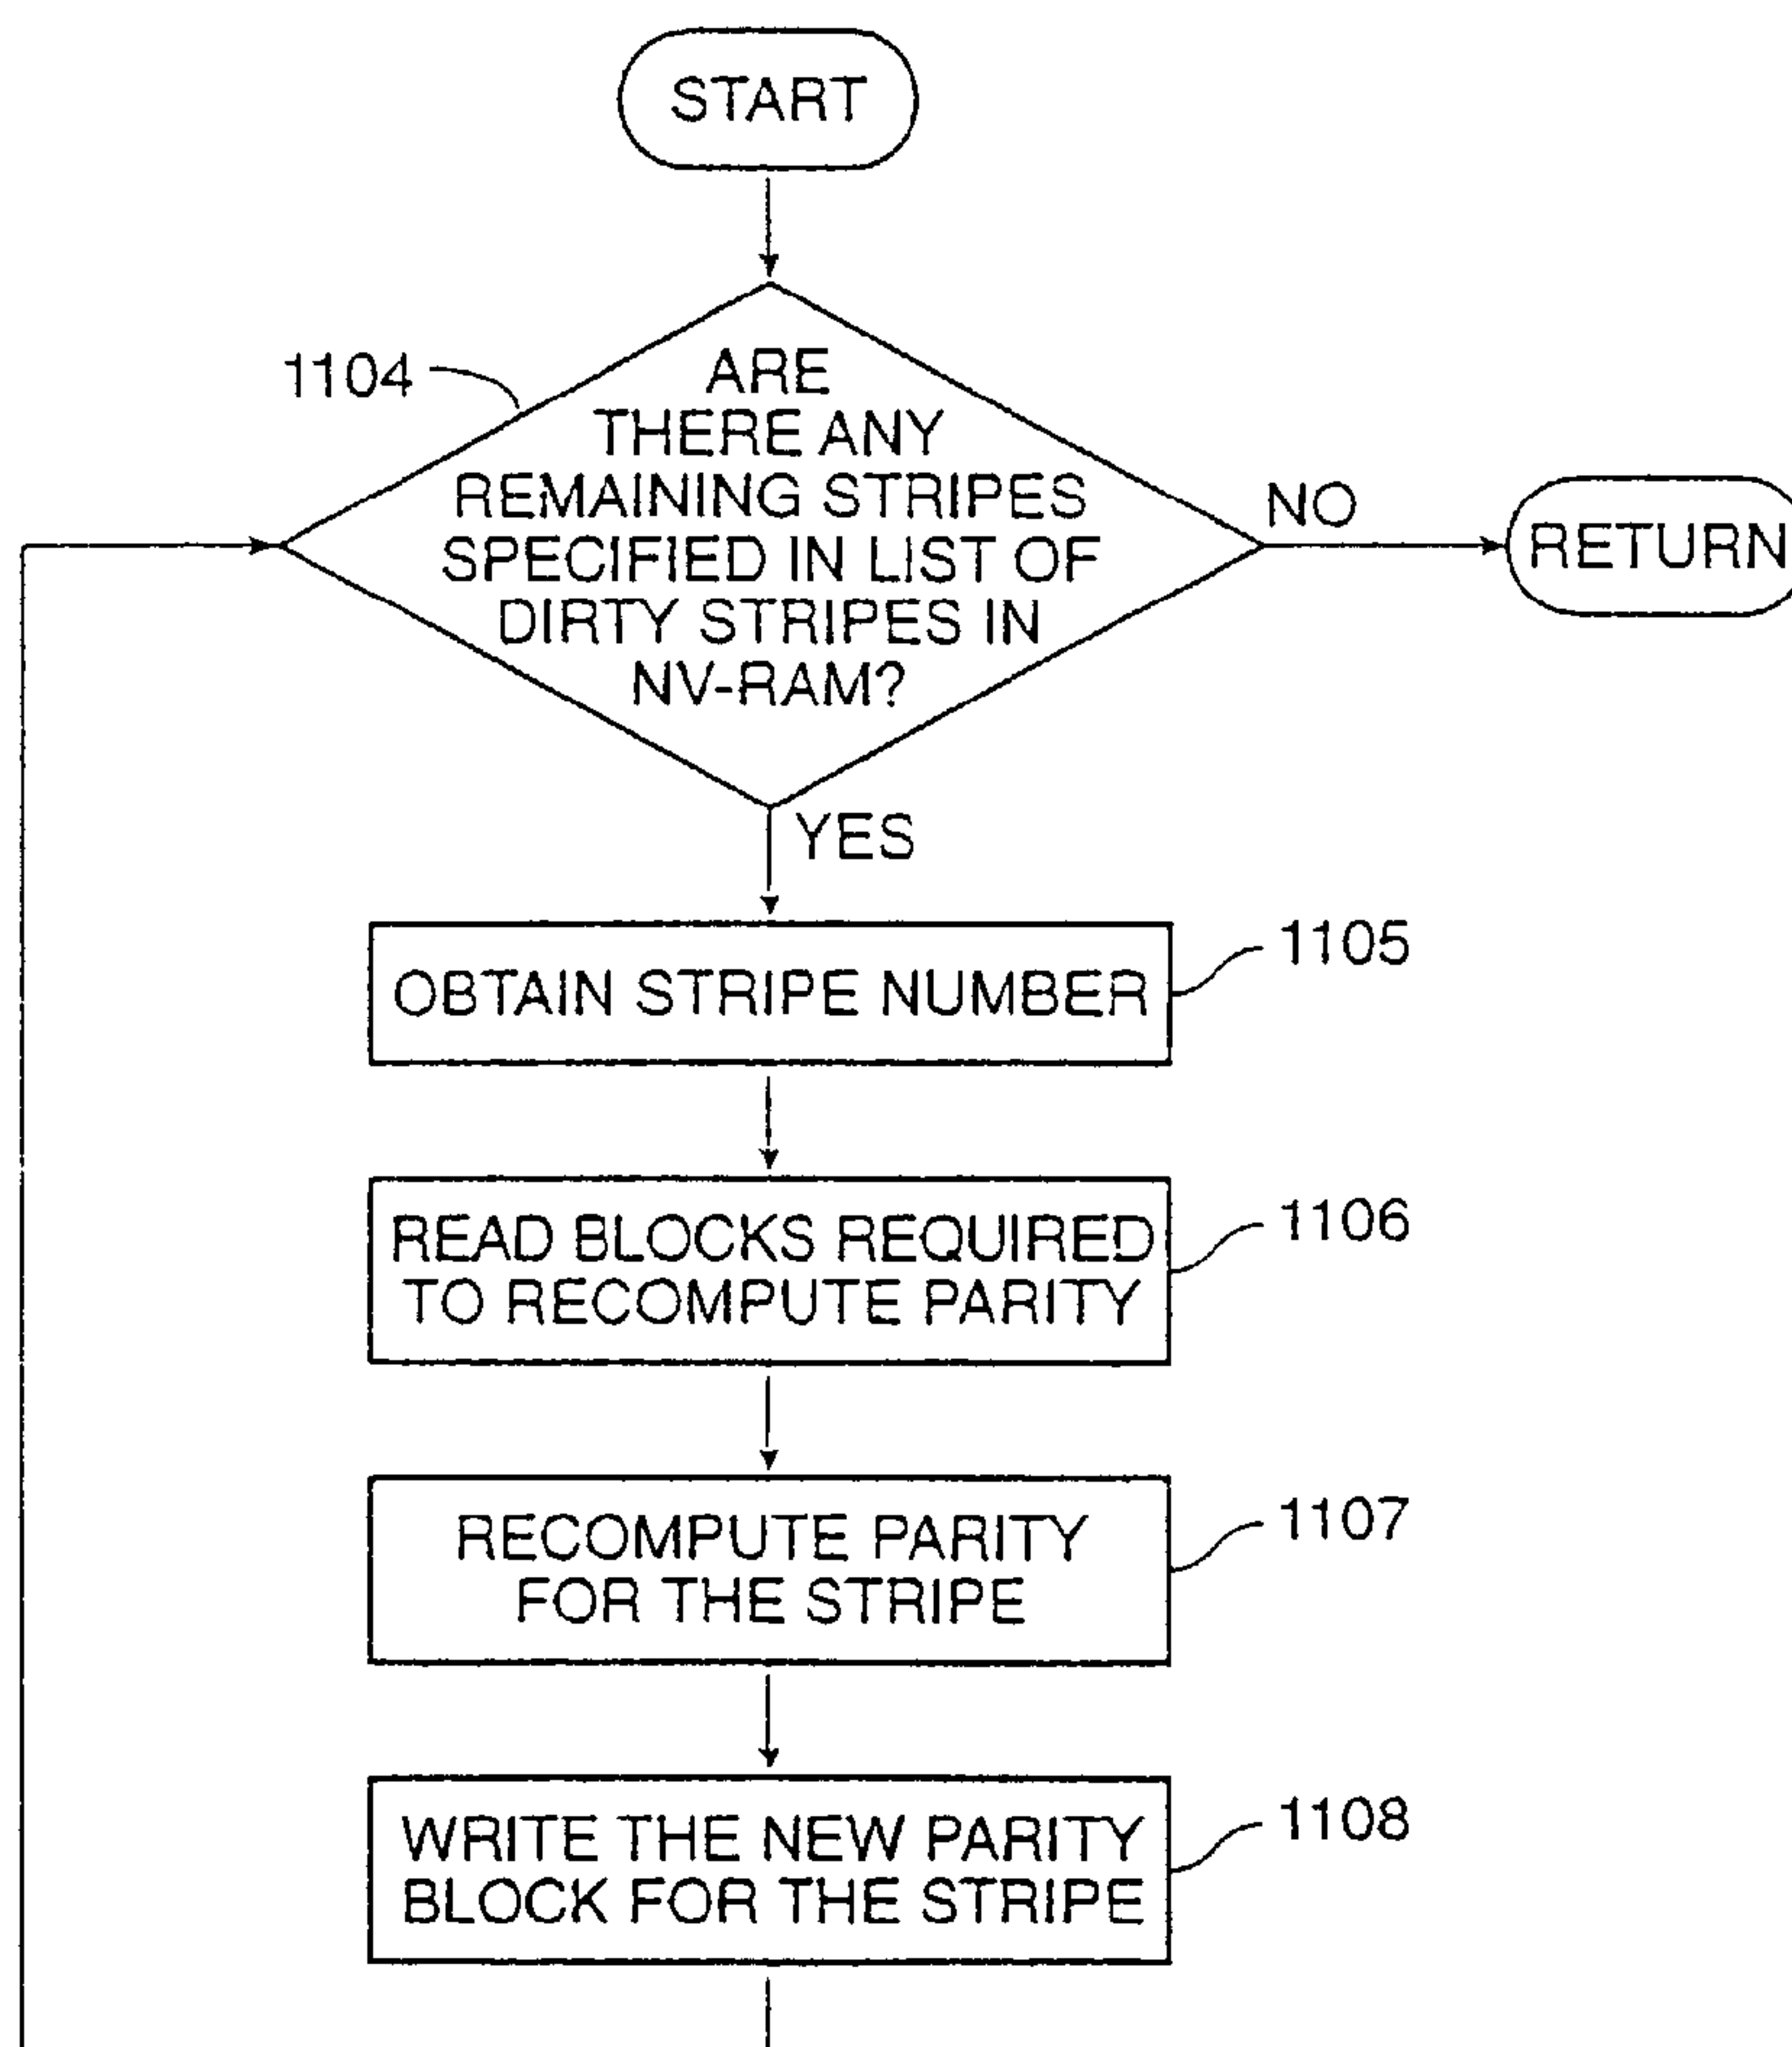 START
1104
ARE
THERE ANY
REMAINING STRIPES
SPECIFIED IN LIST OF
DIRTY STRIPES IN
NV-RAM?
NO
RETURN
YES
OBTAIN STRIPE NUMBER
1105
READ BLOCKS REQUIRED
TO RECOMPUTE PARITY
1106
RECOMPUTE PARITY
FOR THE STRIPE
1107
WRITE THE NEW PARITY
BLOCK FOR THE STRIPE
1108